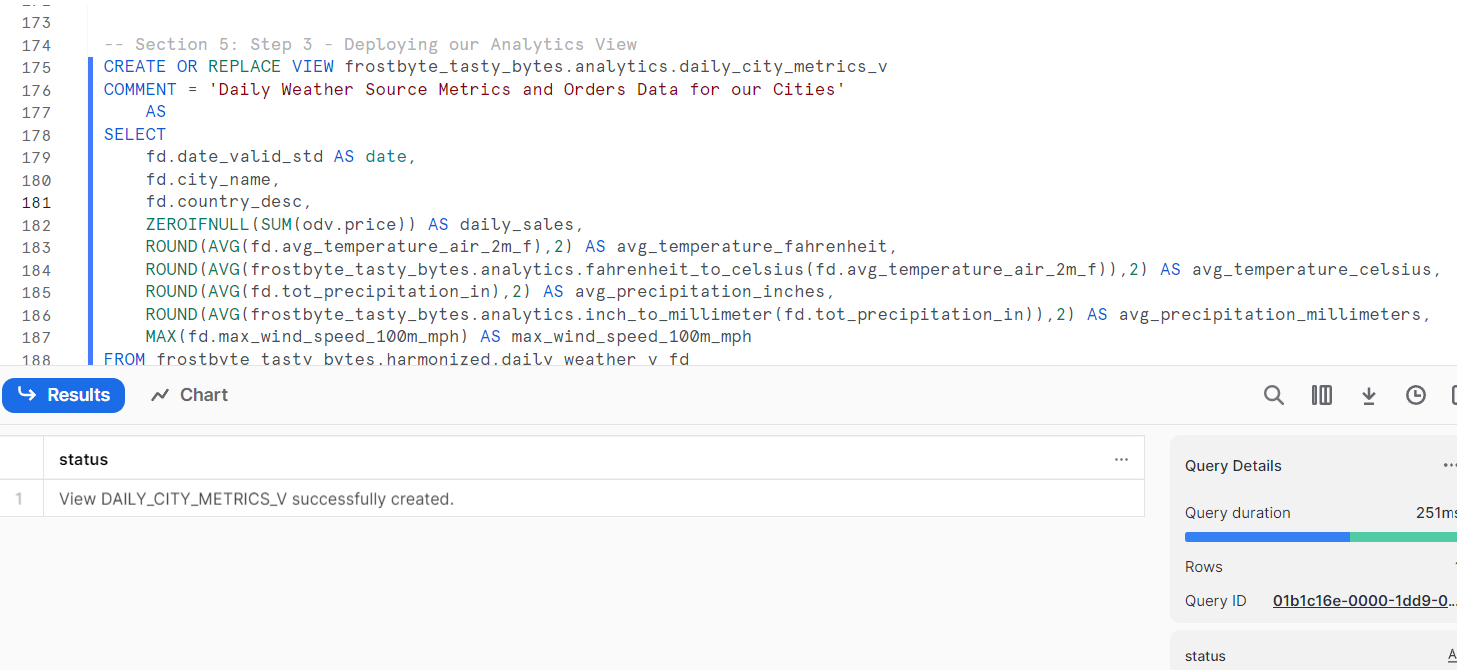 173
174 -- Section 5: Step 3 - Deploying our Analytics View
175 CREATE OR REPLACE VIEW frostbyte_tasty_bytes.analytics.daily_city_metrics_v
176 COMMENT = 'Daily Weather Source Metrics and Orders Data for our Cities'
177 AS
178 SELECT
179 fd.date_valid_std AS date,
180 fd.city_name,
181 fd.country_desc,
182 ZEROIFNULL(SUM(odv.price)) AS daily_sales,
183 ROUND(AVG(fd.avg_temperature_air_2m_f),2) AS avg_temperature_fahrenheit,
184 ROUND(AVG(frostbyte_tasty_bytes.analytics.fahrenheit_to_celsius(fd.avg_temperature_air_2m_f)),2) AS avg_temperature_celsius,
185 ROUND(AVG(fd.tot_precipitation_in),2) AS avg_precipitation_inches,
186 ROUND(AVG(frostbyte_tasty_bytes.analytics.inch_to_millimeter(fd.tot_precipitation_in)),2) AS avg_precipitation_millimeters,
187 MAX(fd.max_wind_speed_100m_mph) AS max_wind_speed_100m_mph
188 FROM frostbyte_tasty_bytes.harmonized.daily_weather_v fd
Results Chart
status ...
1 View DAILY_CITY_METRICS_V successfully created.
Query Details ...
Query duration 251ms
Rows
Query ID 01b1c16e-0000-1dd9-0...
status A